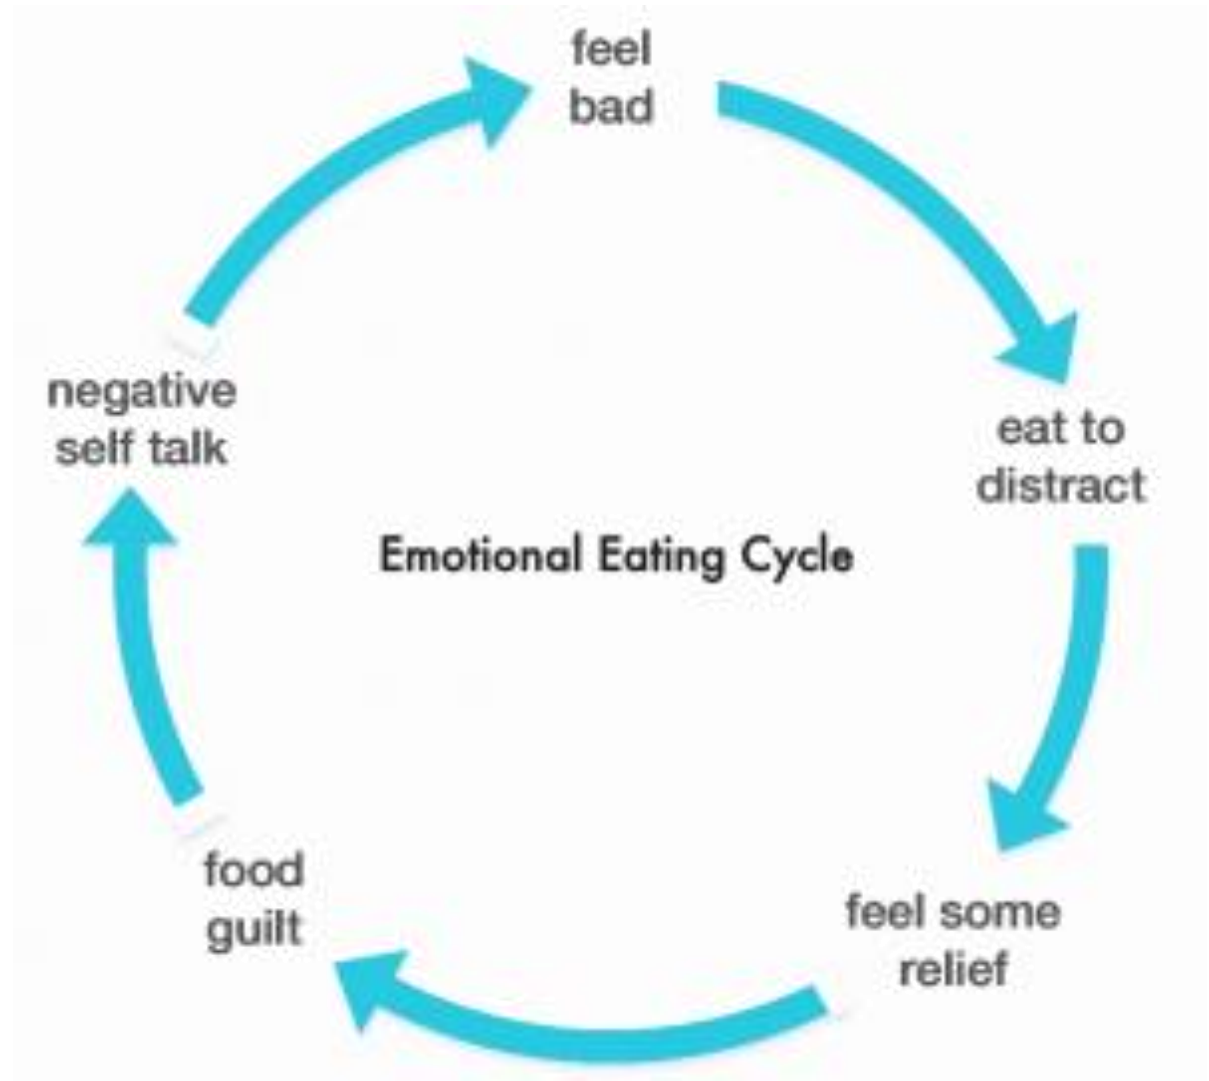 feel
bad
eat to
distract
feel some
relief
food
guilt
negative
self talk
Emotional Eating Cycle